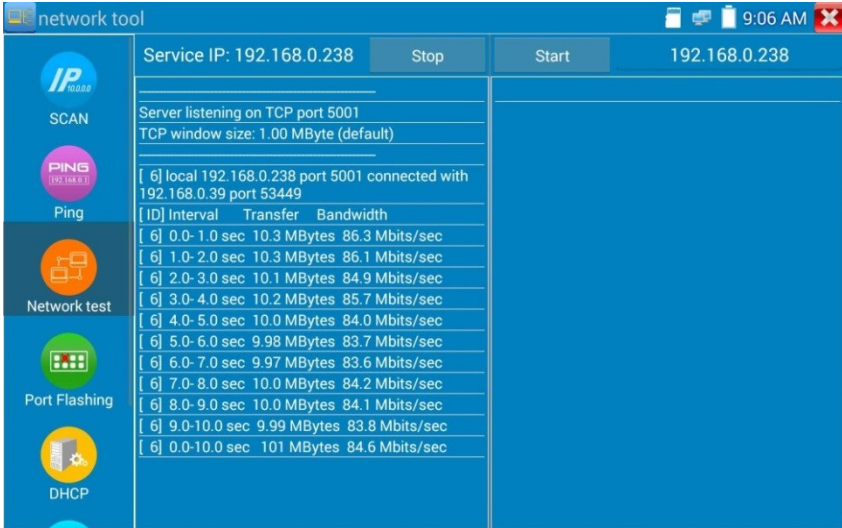 network tool
9:06 AM
Service IP: 192.168.0.238
Stop
Start
192.168.0.238
IP
10.0.0.0
SCAN
PING
192.168.0.1
Ping
Network test
Port Flashing
DHCP
Server listening on TCP port 5001
TCP window size: 1.00 MByte (default)
[ 6] local 192.168.0.238 port 5001 connected with
192.168.0.39 port 53449
[ ID] Interval Transfer Bandwidth
[ 6] 0.0- 1.0 sec 10.3 MBytes 86.3 Mbits/sec
[ 6] 1.0- 2.0 sec 10.3 MBytes 86.1 Mbits/sec
[ 6] 2.0- 3.0 sec 10.1 MBytes 84.9 Mbits/sec
[ 6] 3.0- 4.0 sec 10.2 MBytes 85.7 Mbits/sec
[ 6] 4.0- 5.0 sec 10.0 MBytes 84.0 Mbits/sec
[ 6] 5.0- 6.0 sec 9.98 MBytes 83.7 Mbits/sec
[ 6] 6.0- 7.0 sec 9.97 MBytes 83.6 Mbits/sec
[ 6] 7.0- 8.0 sec 10.0 MBytes 84.2 Mbits/sec
[ 6] 8.0- 9.0 sec 10.0 MBytes 84.1 Mbits/sec
[ 6] 9.0-10.0 sec 9.99 MBytes 83.8 Mbits/sec
[ 6] 0.0-10.0 sec 101 MBytes 84.6 Mbits/sec